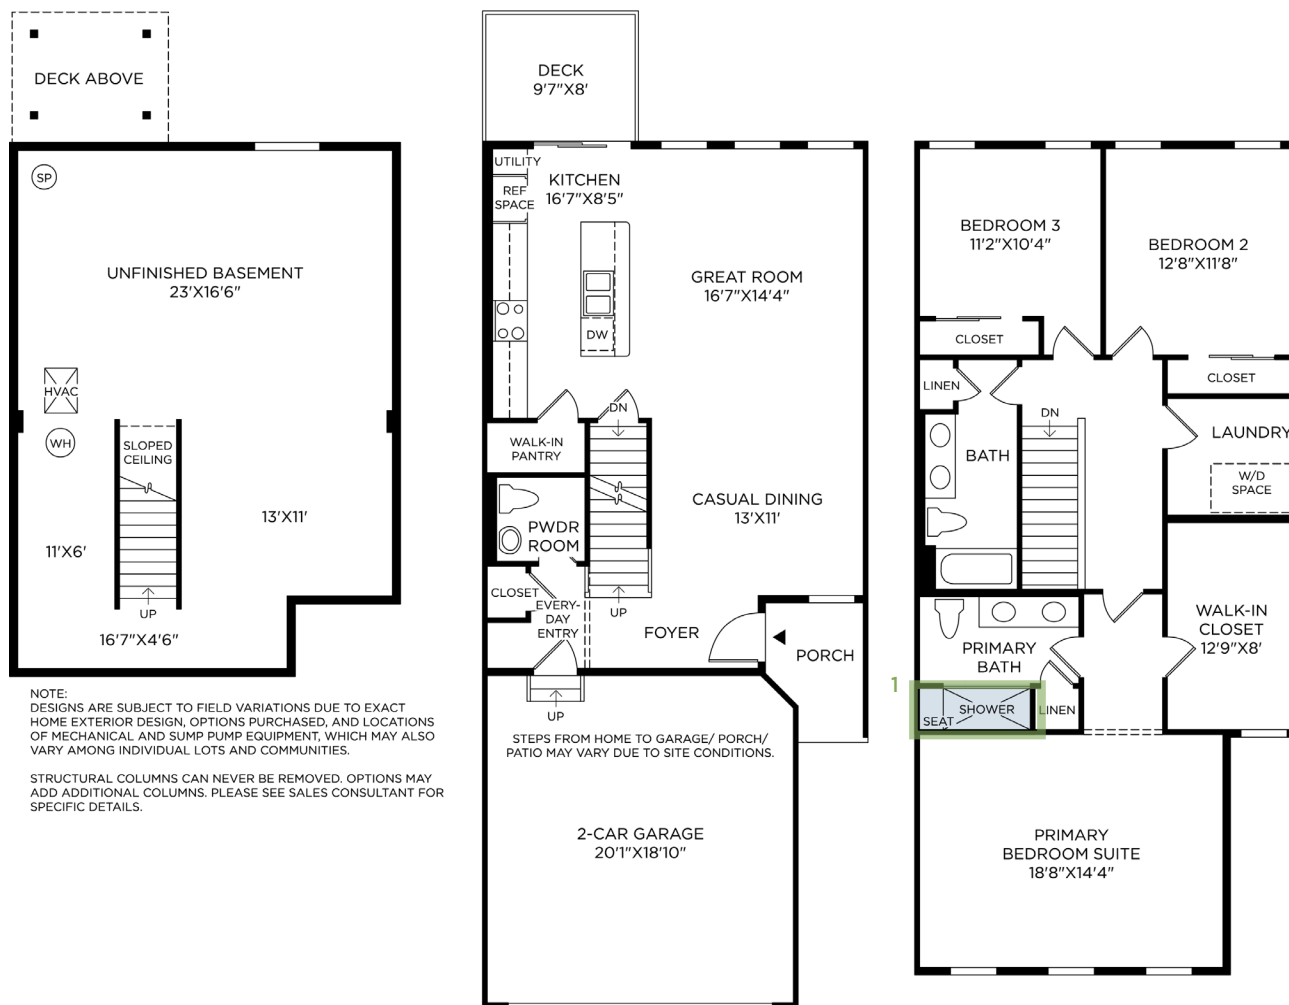 DECK ABOVE
SP
UNFINISHED BASEMENT
23'X16'6"
HVAC
WH
SLOPED
CEILING
13'X11'
11'X6'
UP
16'7"X4'6"
NOTE:
DESIGNS ARE SUBJECT TO FIELD VARIATIONS DUE TO EXACT
HOME EXTERIOR DESIGN, OPTIONS PURCHASED, AND LOCATIONS
OF MECHANICAL AND SUMP PUMP EQUIPMENT, WHICH MAY ALSO
VARY AMONG INDIVIDUAL LOTS AND COMMUNITIES.
STRUCTURAL COLUMNS CAN NEVER BE REMOVED. OPTIONS MAY
ADD ADDITIONAL COLUMNS. PLEASE SEE SALES CONSULTANT FOR
SPECIFIC DETAILS.
DECK
9'7"X8'
UTILITY
REF
SPACE
KITCHEN
16'7"X8'5"
GREAT ROOM
16'7"X14'4"
DW
DN
WALK-IN
PANTRY
CASUAL DINING
13'X11'
PWDR
ROOM
CLOSET
EVERY-
DAY
ENTRY
UP
FOYER
PORCH
UP
STEPS FROM HOME TO GARAGE/ PORCH/
PATIO MAY VARY DUE TO SITE CONDITIONS.
2-CAR GARAGE
20'1"X18'10"
BEDROOM 3
11'2"X10'4"
BEDROOM 2
12'8"X11'8"
CLOSET
CLOSET
LINEN
DN
LAUNDRY
BATH
W/D
SPACE
WALK-IN
CLOSET
12'9"X8'
PRIMARY
BATH
1
SEAT
SHOWER
LINEN
PRIMARY
BEDROOM SUITE
18'8"X14'4"